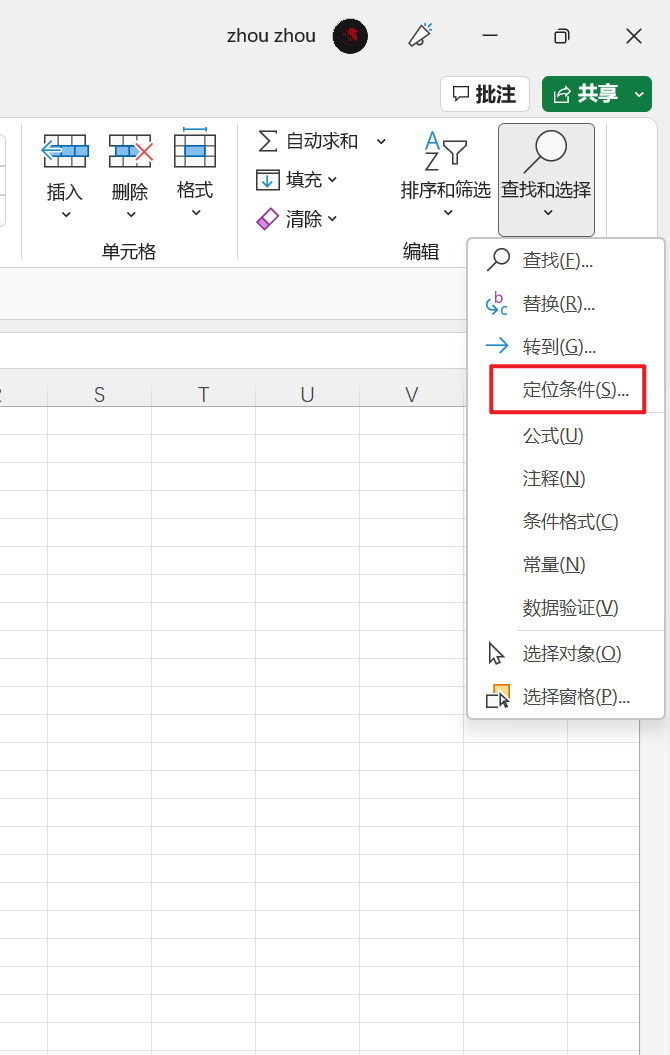 zhou zhou
批注
共享
插入
删除
格式
自动求和
填充
清除
排序和筛选
查找和选择
单元格
编辑
查找(F)...
替换(R)...
转到(G)...
定位条件(S)...
公式(U)
注释(N)
条件格式(C)
常量(N)
数据验证(V)
选择对象(O)
选择窗格(P)...
S T U V